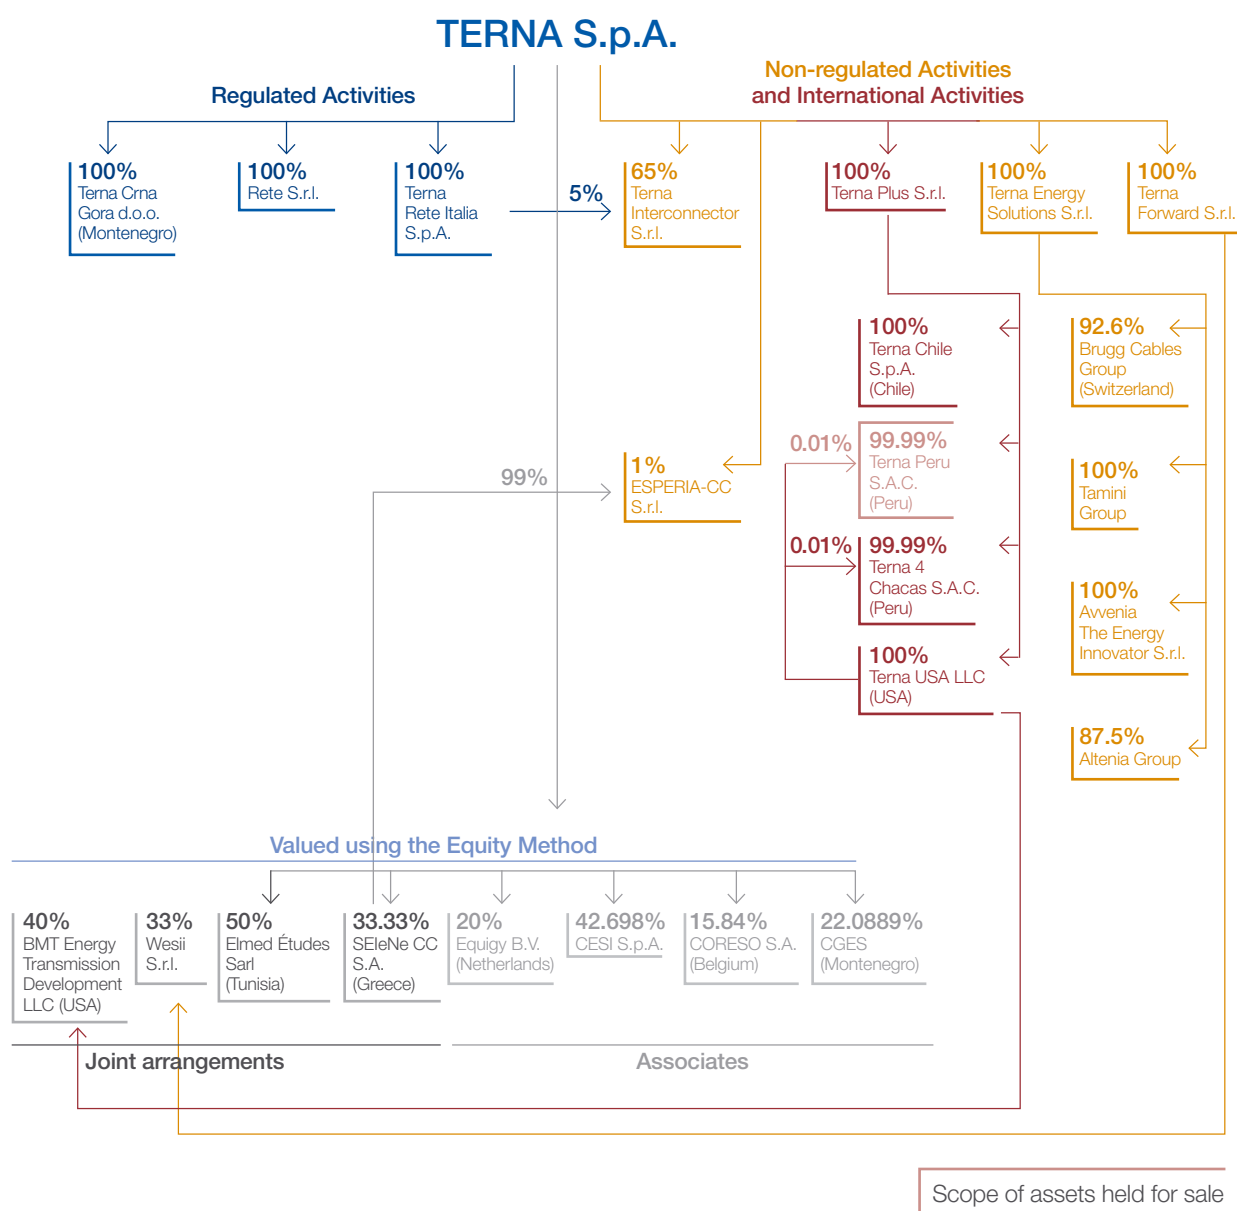 TERNA S.p.A.
Regulated Activities
Non-regulated Activities
and International Activities
100%
Terna Crna
Gora d.o.o.
(Montenegro)
100%
Rete S.r.l.
100%
Terna
Rete Italia
S.p.A.
5%
65%
Terna
Interconnector
S.r.l.
100%
Terna Plus S.r.l.
100%
Terna Energy
Solutions S.r.l.
100%
Terna
Forward S.r.l.
100%
Terna Chile
S.p.A.
(Chile)
92.6%
Brugg Cables
Group
(Switzerland)
99%
1%
ESPERIA-CC
S.r.l.
0.01%
99.99%
Terna Peru
S.A.C.
(Peru)
100%
Tamini
Group
0.01%
99.99%
Terna 4
Chacas S.A.C.
(Peru)
100%
Avvenia
The Energy
Innovator S.r.l.
100%
Terna USA LLC
(USA)
87.5%
Altenia Group
Valued using the Equity Method
40%
BMT Energy
Transmission
Development
LLC (USA)
33%
Wesii
S.r.l.
50%
Elmed Études
Sarl
(Tunisia)
33.33%
SEleNe CC
S.A.
(Greece)
20%
Equigy B.V.
(Netherlands)
42.698%
CESI S.p.A.
15.84%
CORESO S.A.
(Belgium)
22.0889%
CGES
(Montenegro)
Joint arrangements
Associates
Scope of assets held for sale